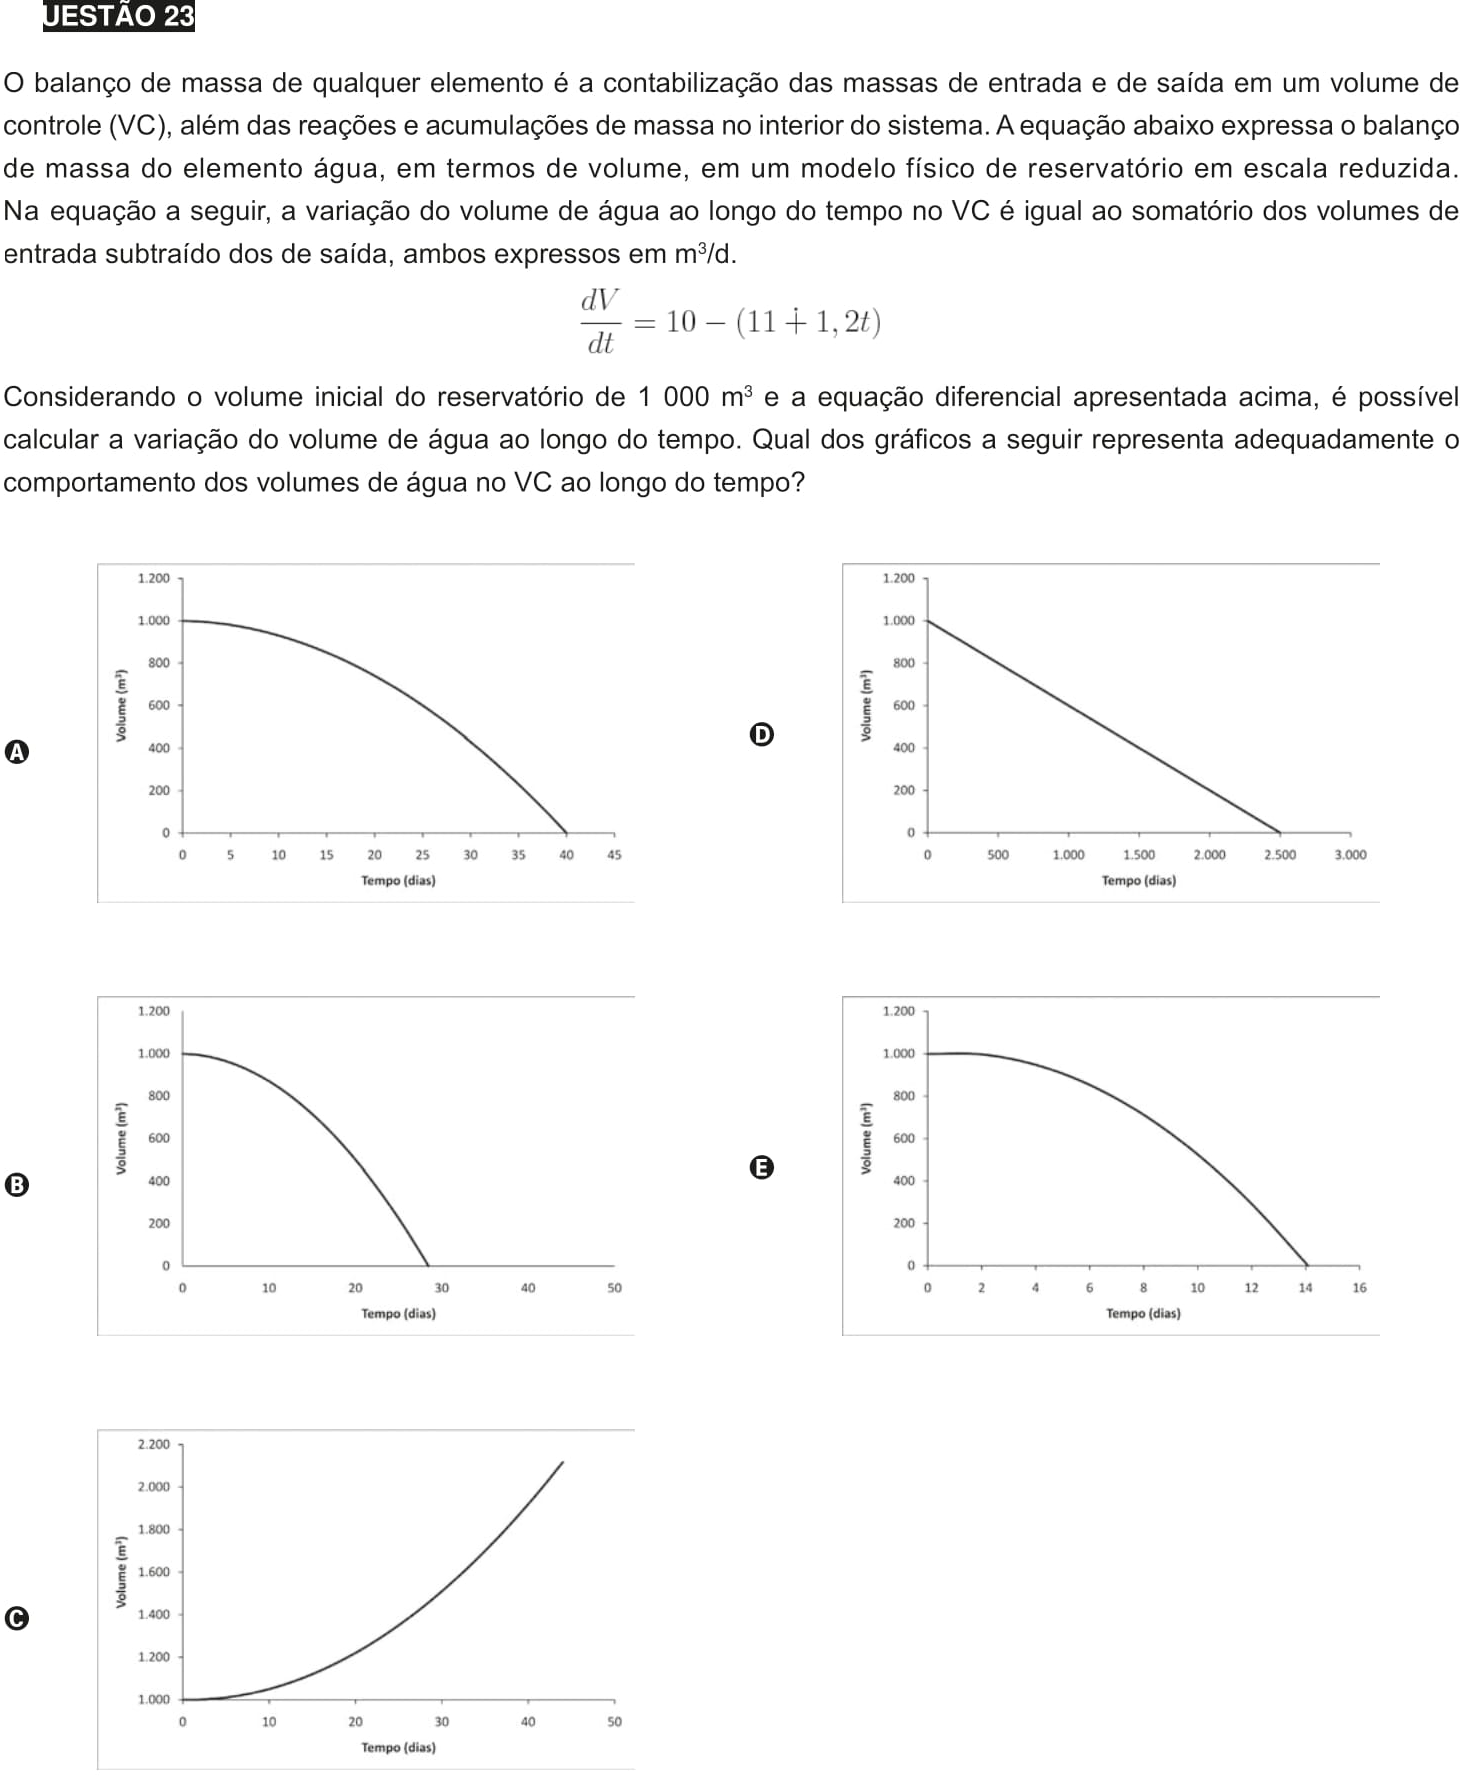 UESTÃO 23
O balanço de massa de qualquer elemento é a contabilização das massas de entrada e de saída em um volume de
controle (VC), além das reações e acumulações de massa no interior do sistema. A equação abaixo expressa o balanço
de massa do elemento água, em termos de volume, em um modelo físico de reservatório em escala reduzida.
Na equação a seguir, a variação do volume de água ao longo do tempo no VC é igual ao somatório dos volumes de
entrada subtraído dos de saída, ambos expressos em m³/d.
dV/dt = 10 − (11 ∔ 1, 2t)
Considerando o volume inicial do reservatório de 1 000 m³ e a equação diferencial apresentada acima, é possível
calcular a variação do volume de água ao longo do tempo. Qual dos gráficos a seguir representa adequadamente o
comportamento dos volumes de água no VC ao longo do tempo?
A
Volume (m³)
1.200
1.000
800
600
400
200
0
0 5 10 15 20 25 30 35 40 45
Tempo (dias)
D
Volume (m³)
1.200
1.000
800
600
400
200
0
0 500 1.000 1.500 2.000 2.500 3.000
Tempo (dias)
B
Volume (m³)
1.200
1.000
800
600
400
200
0
0 10 20 30 40 50
Tempo (dias)
E
Volume (m³)
1.200
1.000
800
600
400
200
0
0 2 4 6 8 10 12 14 16
Tempo (dias)
C
Volume (m³)
2.200
2.000
1.800
1.600
1.400
1.200
1.000
0 10 20 30 40 50
Tempo (dias)